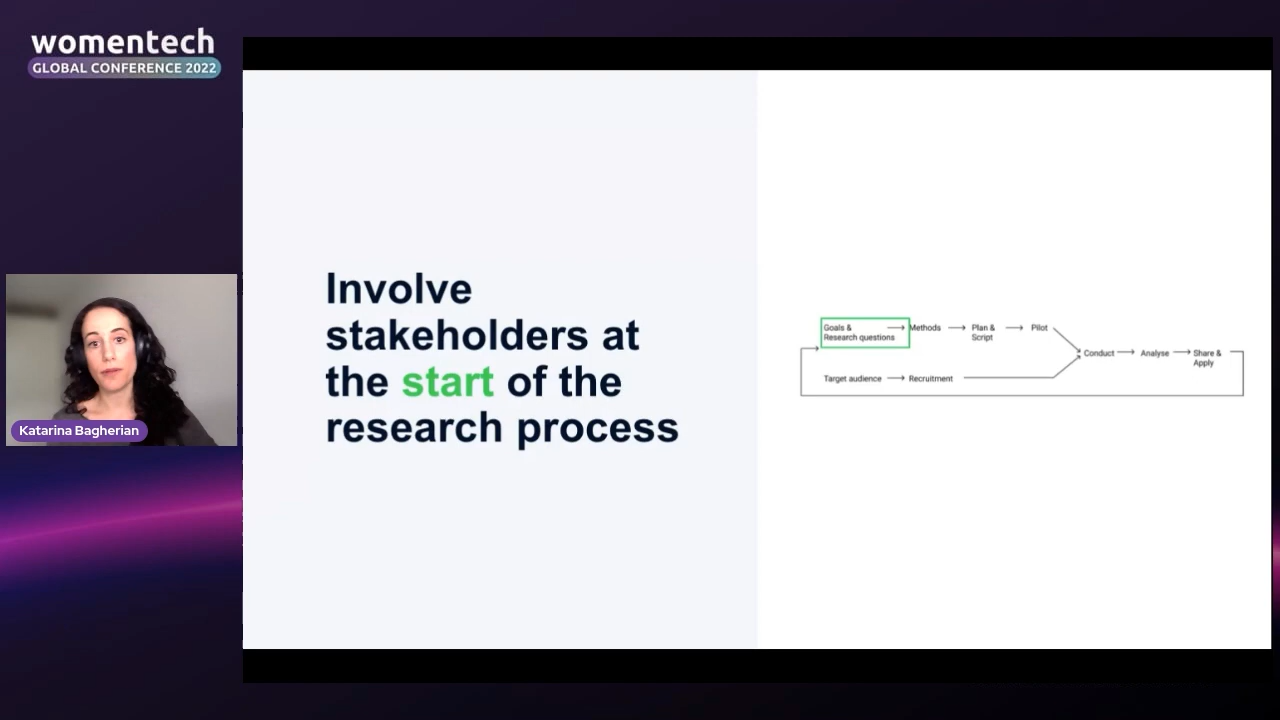 womentech
GLOBAL CONFERENCE 2022
Katarina Bagherian
Involve
stakeholders at
the start of the
research process
Goals &
Research questions
Methods
Plan &
Script
Pilot
Conduct
Analyse
Share &
Apply
Target audience
Recruitment